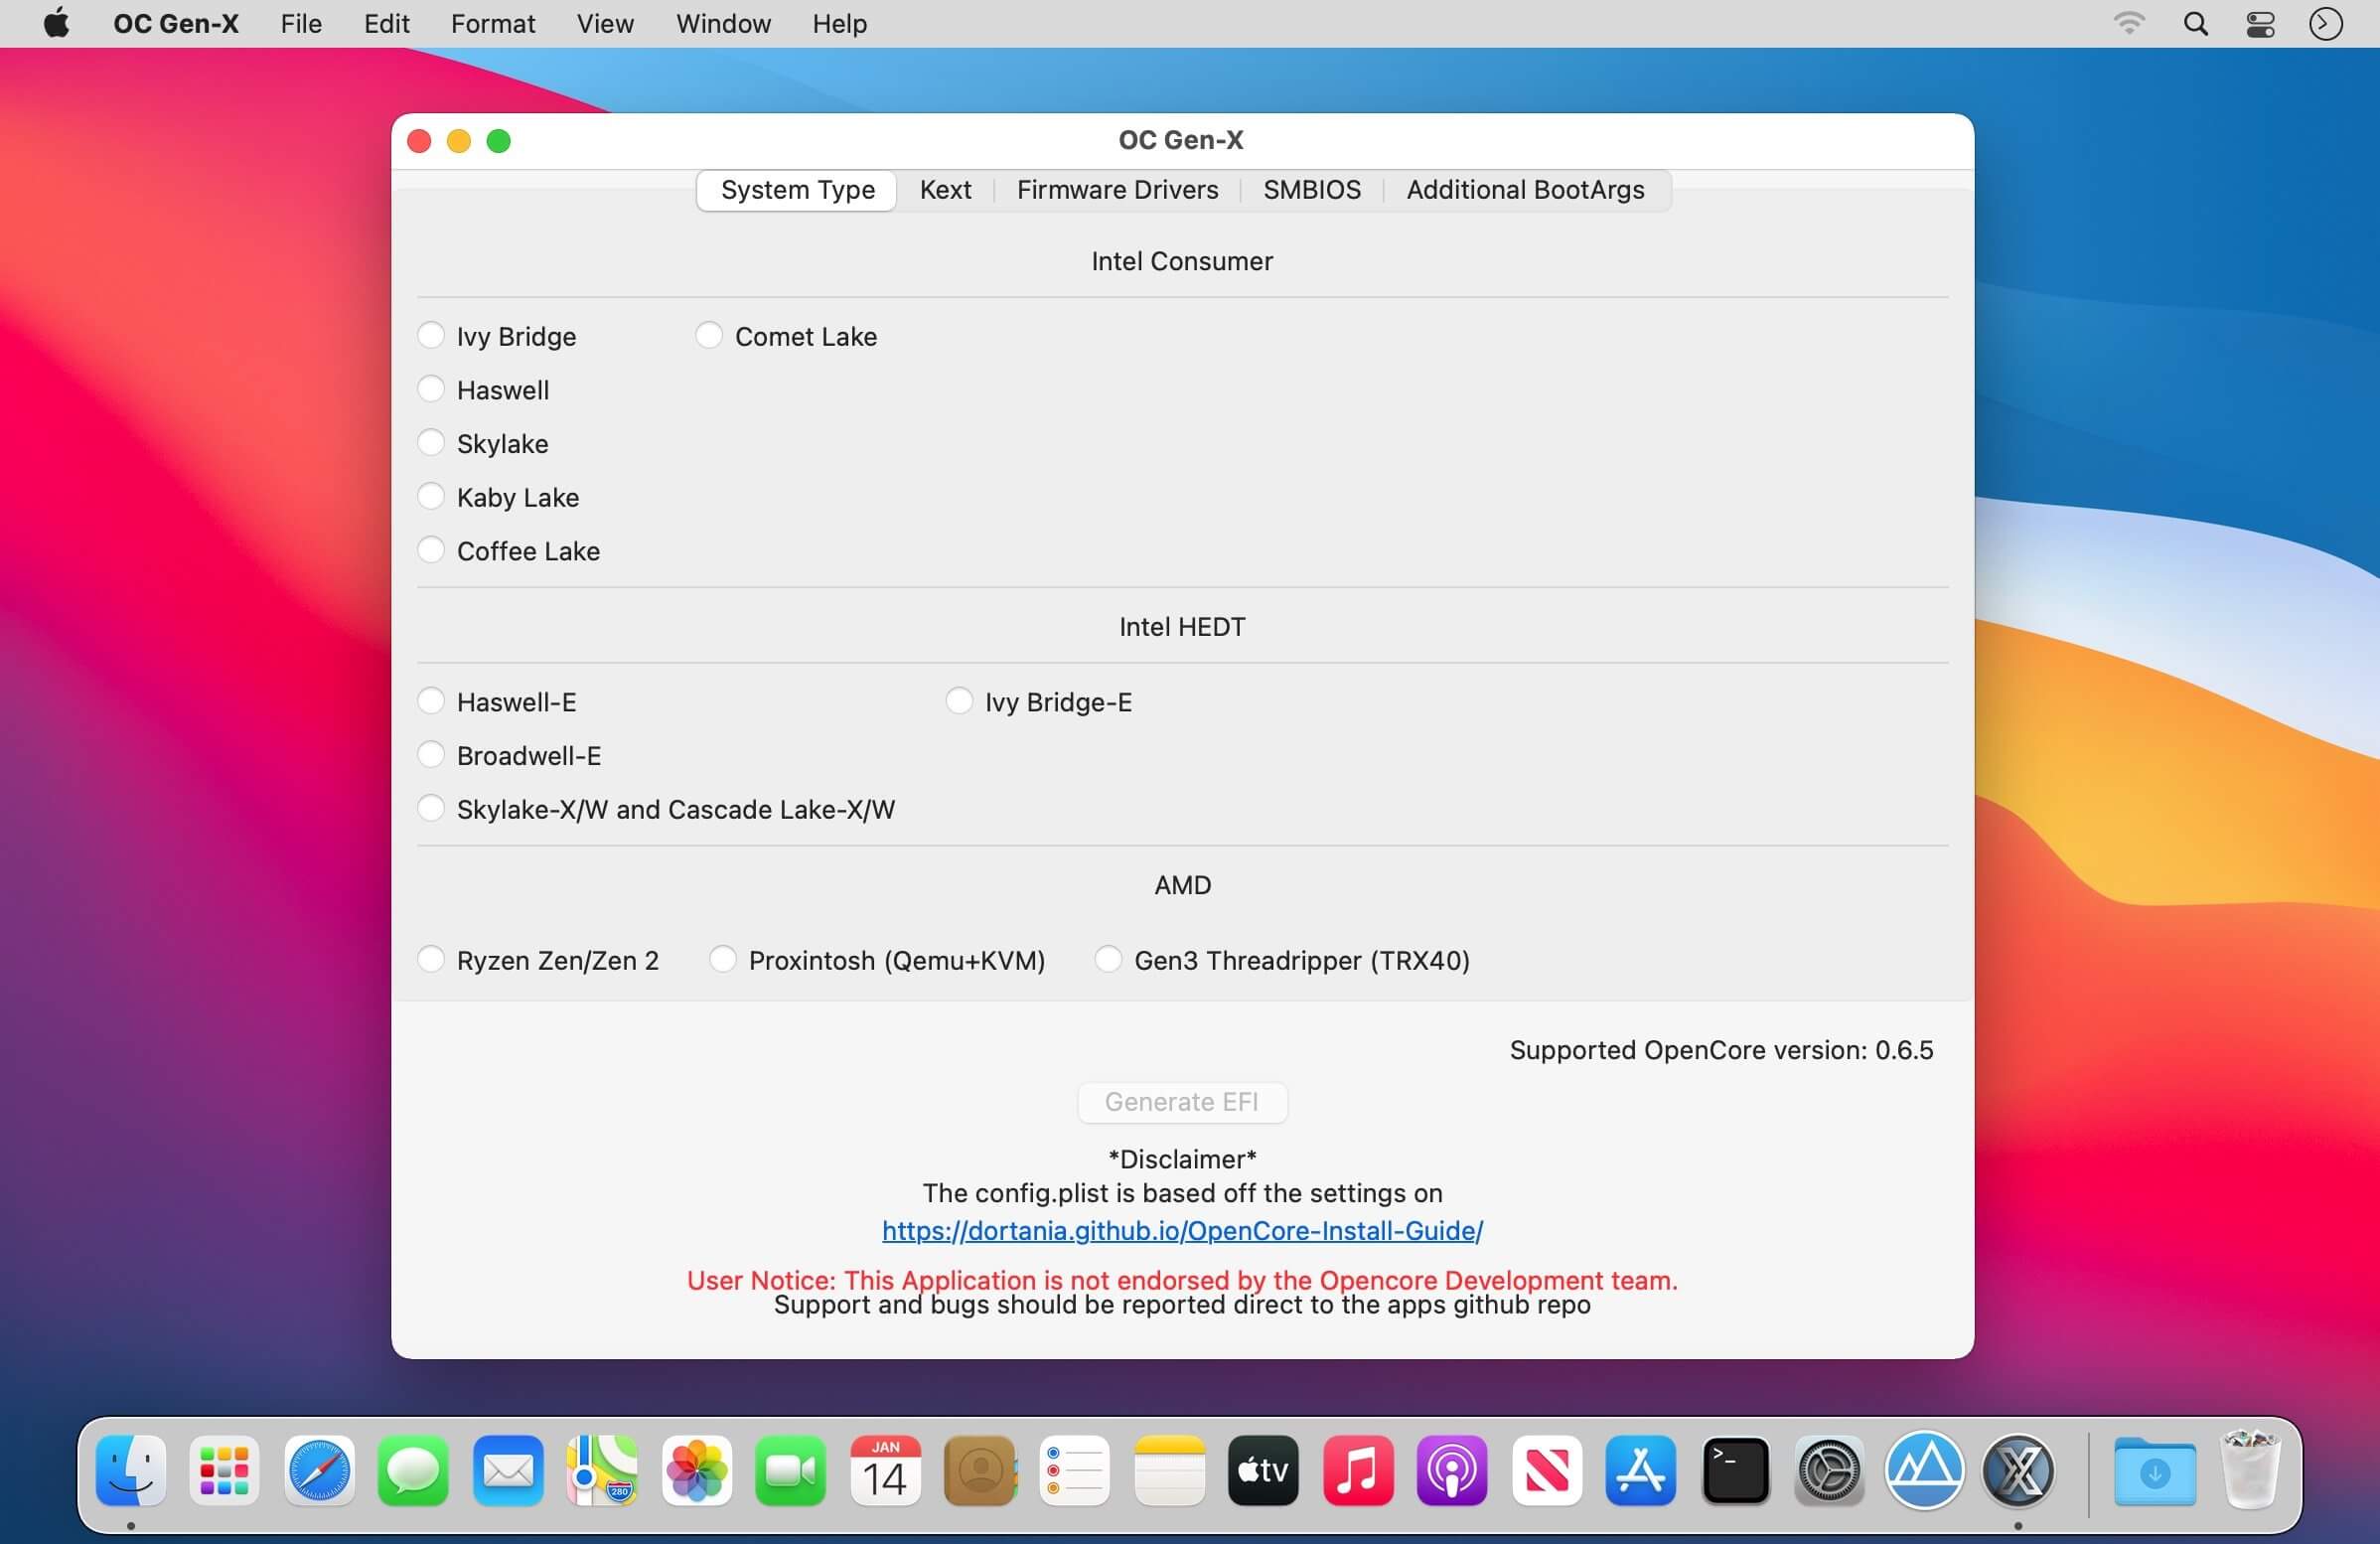 OC Gen-X File Edit Format View Window Help
OC Gen-X
System Type Kext Firmware Drivers SMBIOS Additional BootArgs
Intel Consumer
Ivy Bridge Comet Lake
Haswell
Skylake
Kaby Lake
Coffee Lake
Intel HEDT
Haswell-E Ivy Bridge-E
Broadwell-E
Skylake-X/W and Cascade Lake-X/W
AMD
Ryzen Zen/Zen 2 Proxintosh (Qemu+KVM) Gen3 Threadripper (TRX40)
Supported OpenCore version: 0.6.5
Generate EFI
*Disclaimer*
The config.plist is based off the settings on
https://dortania.github.io/OpenCore-Install-Guide/
User Notice: This Application is not endorsed by the Opencore Development team.
Support and bugs should be reported direct to the apps github repo
280
JAN
14
tv
>_
X